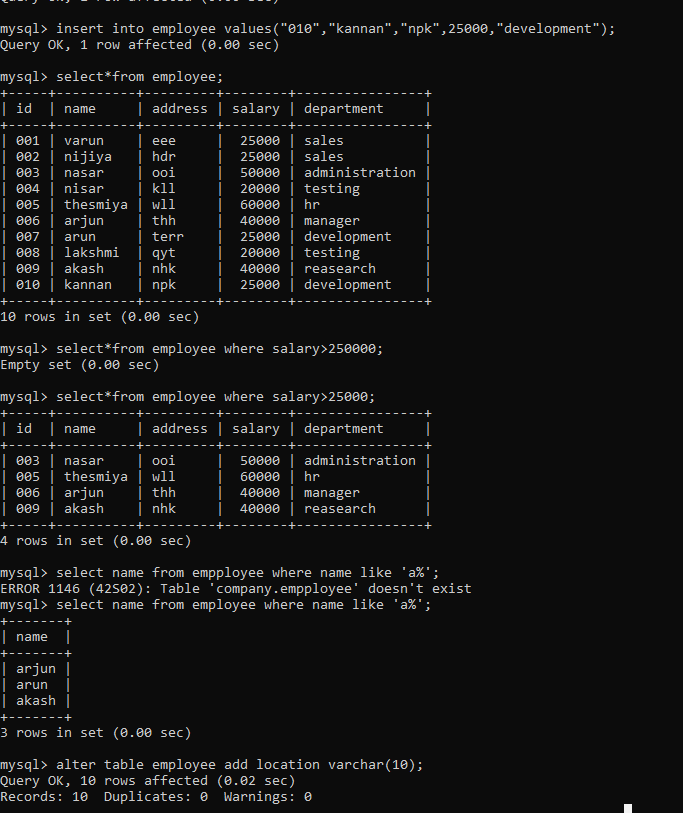 Query OK, 1 row affected (0.00 sec)
mysql> insert into employee values("010","kannan","npk",25000,"development");
Query OK, 1 row affected (0.00 sec)
mysql> select*from employee;
+-----+----------+---------+--------+----------------+
| id  | name     | address | salary | department     |
+-----+----------+---------+--------+----------------+
| 001 | varun    | eee     |  25000 | sales          |
| 002 | nijiya   | hdr     |  25000 | sales          |
| 003 | nasar    | ooi     |  50000 | administration |
| 004 | nisar    | kll     |  20000 | testing        |
| 005 | thesmiya | wll     |  60000 | hr             |
| 006 | arjun    | thh     |  40000 | manager        |
| 007 | arun     | terr    |  25000 | development    |
| 008 | lakshmi  | qyt     |  20000 | testing        |
| 009 | akash    | nhk     |  40000 | reasearch      |
| 010 | kannan   | npk     |  25000 | development    |
+-----+----------+---------+--------+----------------+
10 rows in set (0.00 sec)
mysql> select*from employee where salary>250000;
Empty set (0.00 sec)
mysql> select*from employee where salary>25000;
+-----+----------+---------+--------+----------------+
| id  | name     | address | salary | department     |
+-----+----------+---------+--------+----------------+
| 003 | nasar    | ooi     |  50000 | administration |
| 005 | thesmiya | wll     |  60000 | hr             |
| 006 | arjun    | thh     |  40000 | manager        |
| 009 | akash    | nhk     |  40000 | reasearch      |
+-----+----------+---------+--------+----------------+
4 rows in set (0.00 sec)
mysql> select name from empployee where name like 'a%';
ERROR 1146 (42S02): Table 'company.empployee' doesn't exist
mysql> select name from employee where name like 'a%';
+-------+
| name  |
+-------+
| arjun |
| arun  |
| akash |
+-------+
3 rows in set (0.00 sec)
mysql> alter table employee add location varchar(10);
Query OK, 10 rows affected (0.02 sec)
Records: 10  Duplicates: 0  Warnings: 0